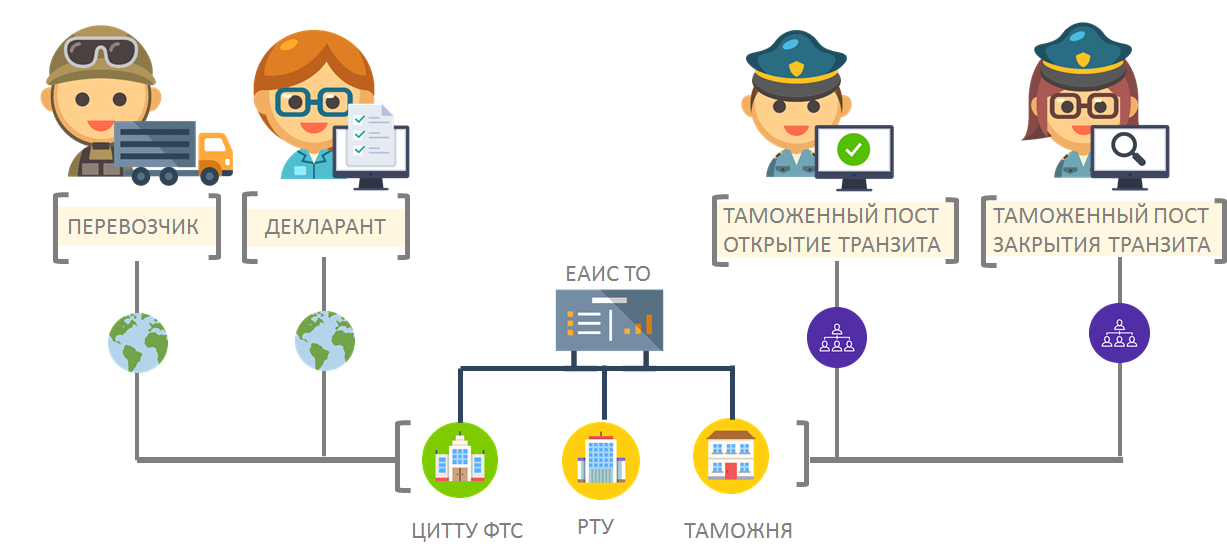 ПЕРЕВОЗЧИК
ДЕКЛАРАНТ
ТАМОЖЕННЫЙ ПОСТ
ОТКРЫТИЕ ТРАНЗИТА
ТАМОЖЕННЫЙ ПОСТ
ЗАКРЫТИЯ ТРАНЗИТА
ЕАИС ТО
ЦИТТУ ФТС
РТУ
ТАМОЖНЯ